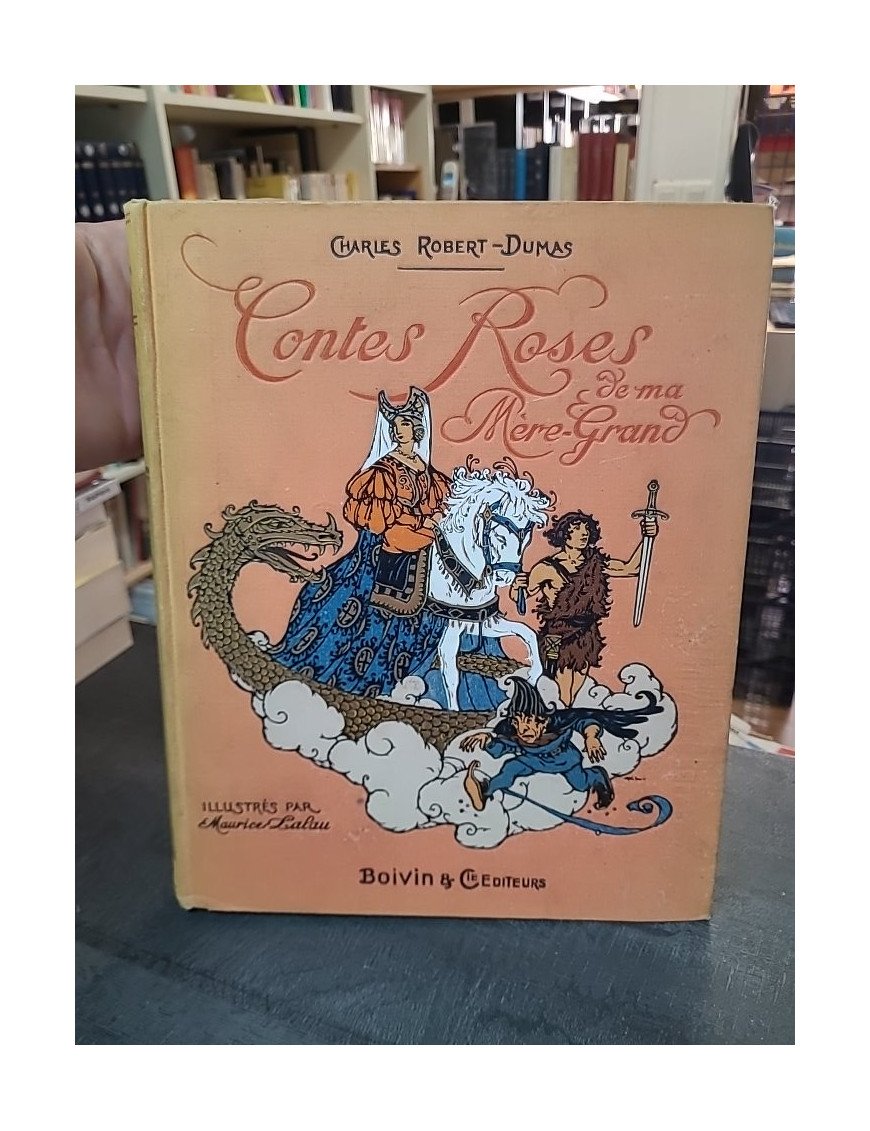 Charles Robert-Dumas
Contes Roses
de ma
Mère-Grand
Illustrés par
Maurice Lalau
Boivin & Cie Editeurs